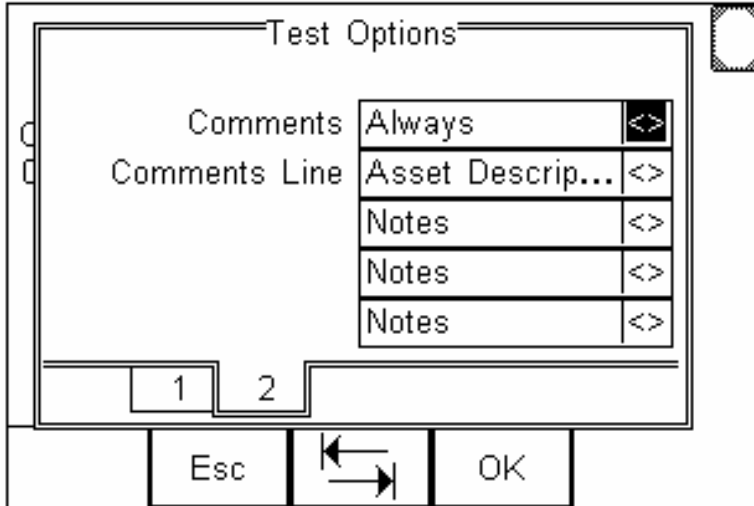 Test Options
Comments Always <>
Comments Line Asset Descrip... <>
Notes <>
Notes <>
Notes <>
1 2
Esc OK